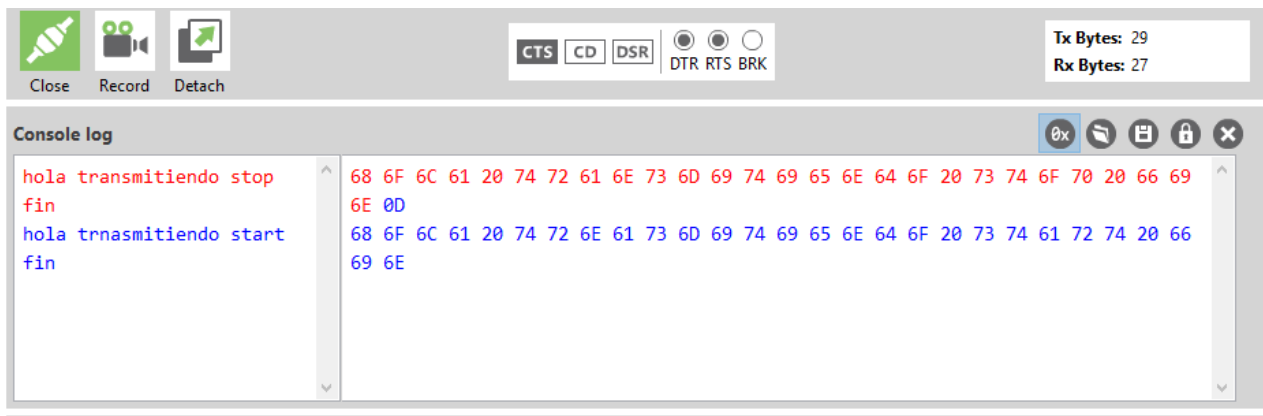 CTS CD DSR
DTR RTS BRK
Tx Bytes: 29
Rx Bytes: 27
Close Record Detach
Console log
0x
hola transmitiendo stop
fin
hola trnasmitiendo start
fin
68 6F 6C 61 20 74 72 61 6E 73 6D 69 74 69 65 6E 64 6F 20 73 74 6F 70 20 66 69
6E 0D
68 6F 6C 61 20 74 72 6E 61 73 6D 69 74 69 65 6E 64 6F 20 73 74 61 72 74 20 66
69 6E